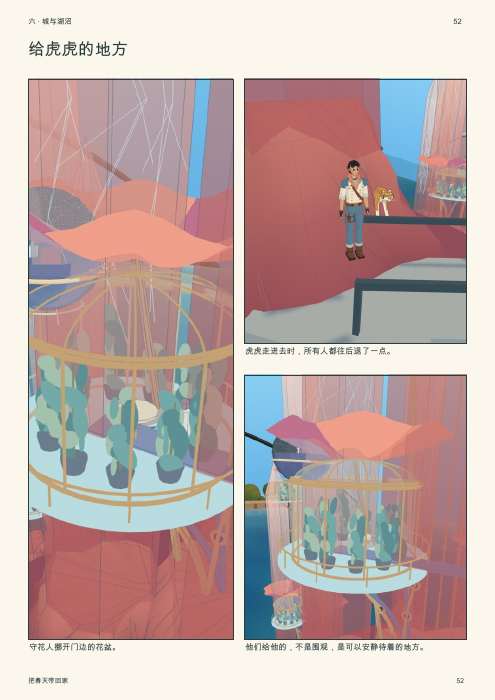 六 · 城与湖沼
52
给虎虎的地方
虎虎走进去时，所有人都往后退了一点。
守花人挪开门边的花盆。
他们给他的，不是围观，是可以安静待着的地方。
把春天带回家
52